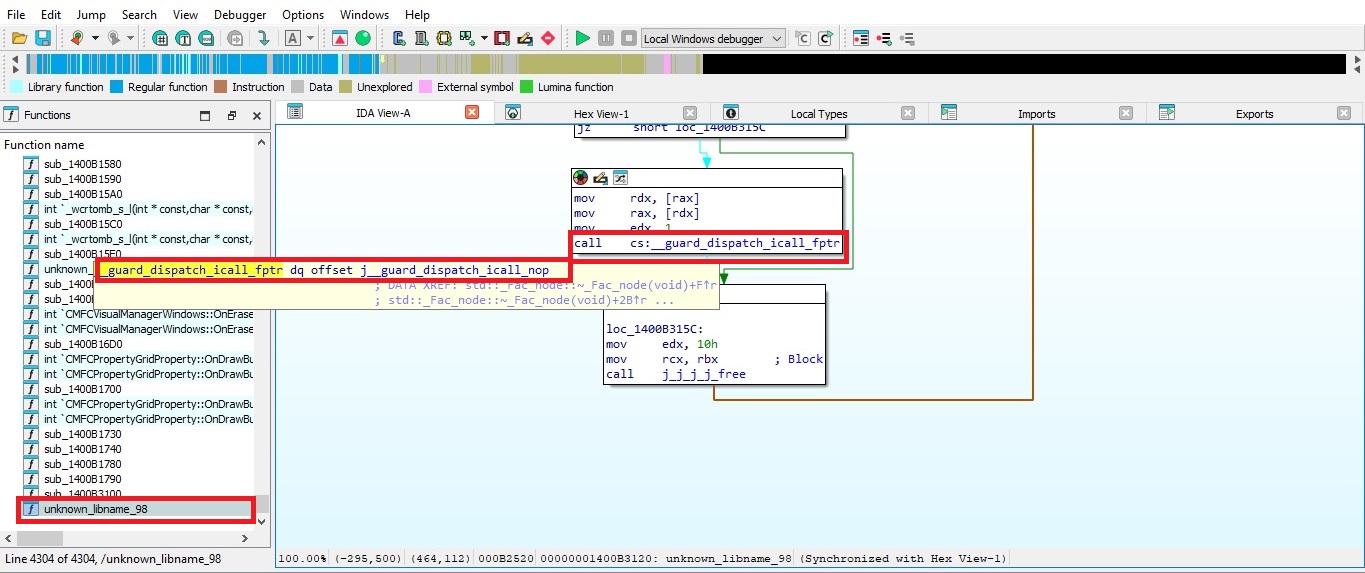 File Edit Jump Search View Debugger Options Windows Help
Local Windows debugger
Library function Regular function Instruction Data Unexplored External symbol Lumina function
Functions
IDA View-A
Hex View-1
Local Types
Imports
Exports
Function name
sub_1400B1580
sub_1400B1590
sub_1400B15A0
int `_wcrtomb_s_l(int * const,char * const,
sub_1400B15C0
int `_wcrtomb_s_l(int * const,char * const,
sub_1400B15E0
unknown_
sub_1400
sub_1400
int `CMFCVisualManagerWindows::OnErase
int `CMFCVisualManagerWindows::OnErase
sub_1400B16D0
int `CMFCPropertyGridProperty::OnDrawBu
int `CMFCPropertyGridProperty::OnDrawBu
sub_1400B1700
int `CMFCPropertyGridProperty::OnDrawBu
int `CMFCPropertyGridProperty::OnDrawBu
sub_1400B1730
sub_1400B1740
sub_1400B1780
sub_1400B1790
sub_1400B3100
unknown_libname_98
Line 4304 of 4304, /unknown_libname_98
jz short loc_1400B315C
mov rdx, [rax]
mov rax, [rdx]
mov edx, 1
call cs:__guard_dispatch_icall_fptr
_guard_dispatch_icall_fptr dq offset j__guard_dispatch_icall_nop
; DATA XREF: std::_Fac_node::~_Fac_node(void)+F↑r
; std::_Fac_node::~_Fac_node(void)+2B↑r ...
loc_1400B315C:
mov edx, 10h
mov rcx, rbx ; Block
call j_j_j_j_free
100.00% (-295,500) (464,112) 000B2520 00000001400B3120: unknown_libname_98 (Synchronized with Hex View-1)